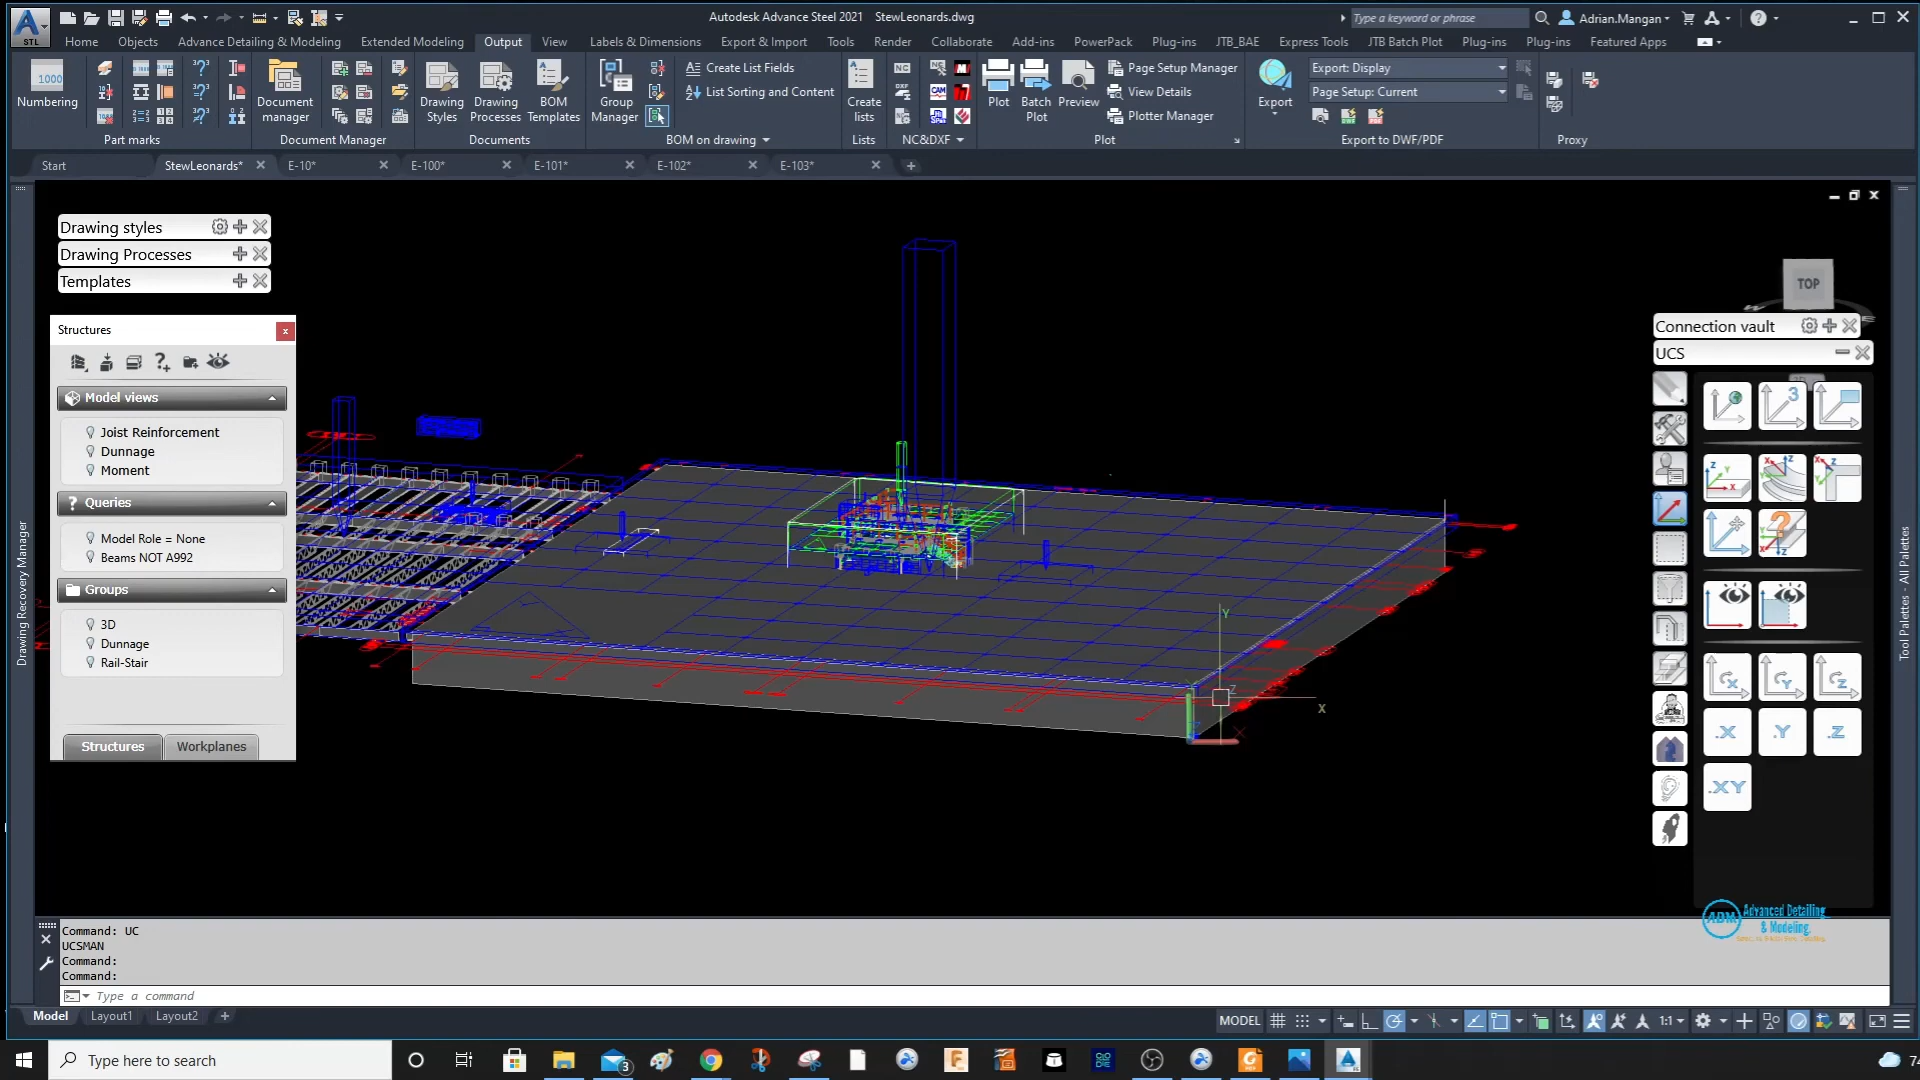 Autodesk Advance Steel 2021 StewLeonards.dwg
Type a keyword or phrase
Adrian.Mangan
STL
Home
Objects
Advance Detailing & Modeling
Extended Modeling
Output
View
Labels & Dimensions
Export & Import
Tools
Render
Collaborate
Add-ins
PowerPack
Plug-ins
JTB_BAE
Express Tools
JTB Batch Plot
Plug-ins
Plug-ins
Featured Apps
1000
Numbering
Document manager
Drawing Styles
Drawing Processes
BOM Templates
Group Manager
Create List Fields
List Sorting and Content
Create lists
Plot
Batch Plot
Preview
Page Setup Manager
View Details
Plotter Manager
Export
Export: Display
Page Setup: Current
Part marks
Document Manager
Documents
BOM on drawing
Lists
NC&DXF
Plot
Export to DWF/PDF
Proxy
Start
StewLeonards*
E-10*
E-100*
E-101*
E-102*
E-103*
Drawing styles
Drawing Processes
Templates
Structures
Model views
Joist Reinforcement
Dunnage
Moment
Queries
Model Role = None
Beams NOT A992
Groups
3D
Dunnage
Rail-Stair
Structures
Workplanes
Drawing Recovery Manager
TOP
Connection vault
UCS
3
.X
.Y
.Z
.XY
Y
Z
X
Tool Palettes - All Palettes
ADM Advanced Detailing
& Modeling.
Command: UC
UCSMAN
Command:
Command:
Type a command
Model
Layout1
Layout2
MODEL
1:1
Type here to search
3